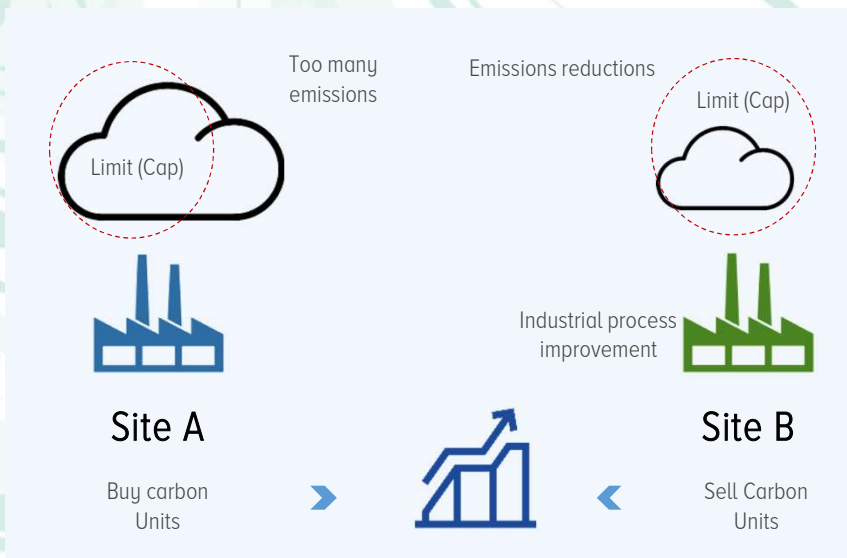 Too many
emissions
Limit (Cap)
Emissions reductions
Limit (Cap)
Industrial process
improvement
Site A
Site B
Buy carbon
Units
Sell Carbon
Units